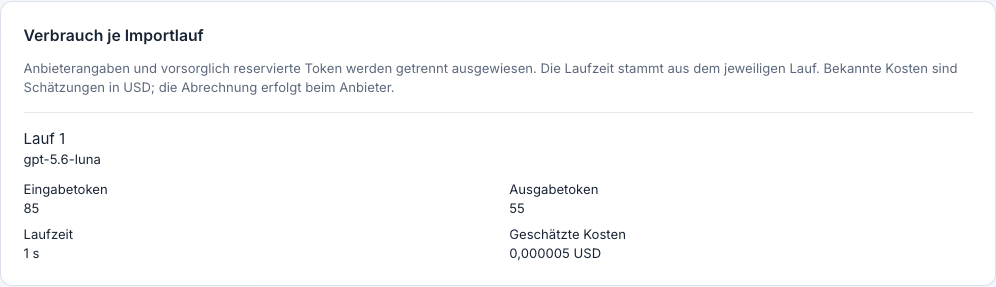 Verbrauch je Importlauf
Anbieterangaben und vorsorglich reservierte Token werden getrennt ausgewiesen. Die Laufzeit stammt aus dem jeweiligen Lauf. Bekannte Kosten sind
Schätzungen in USD; die Abrechnung erfolgt beim Anbieter.
Lauf 1
gpt-5.6-luna
Eingabetoken
85
Ausgabetoken
55
Laufzeit
1 s
Geschätzte Kosten
0,000005 USD